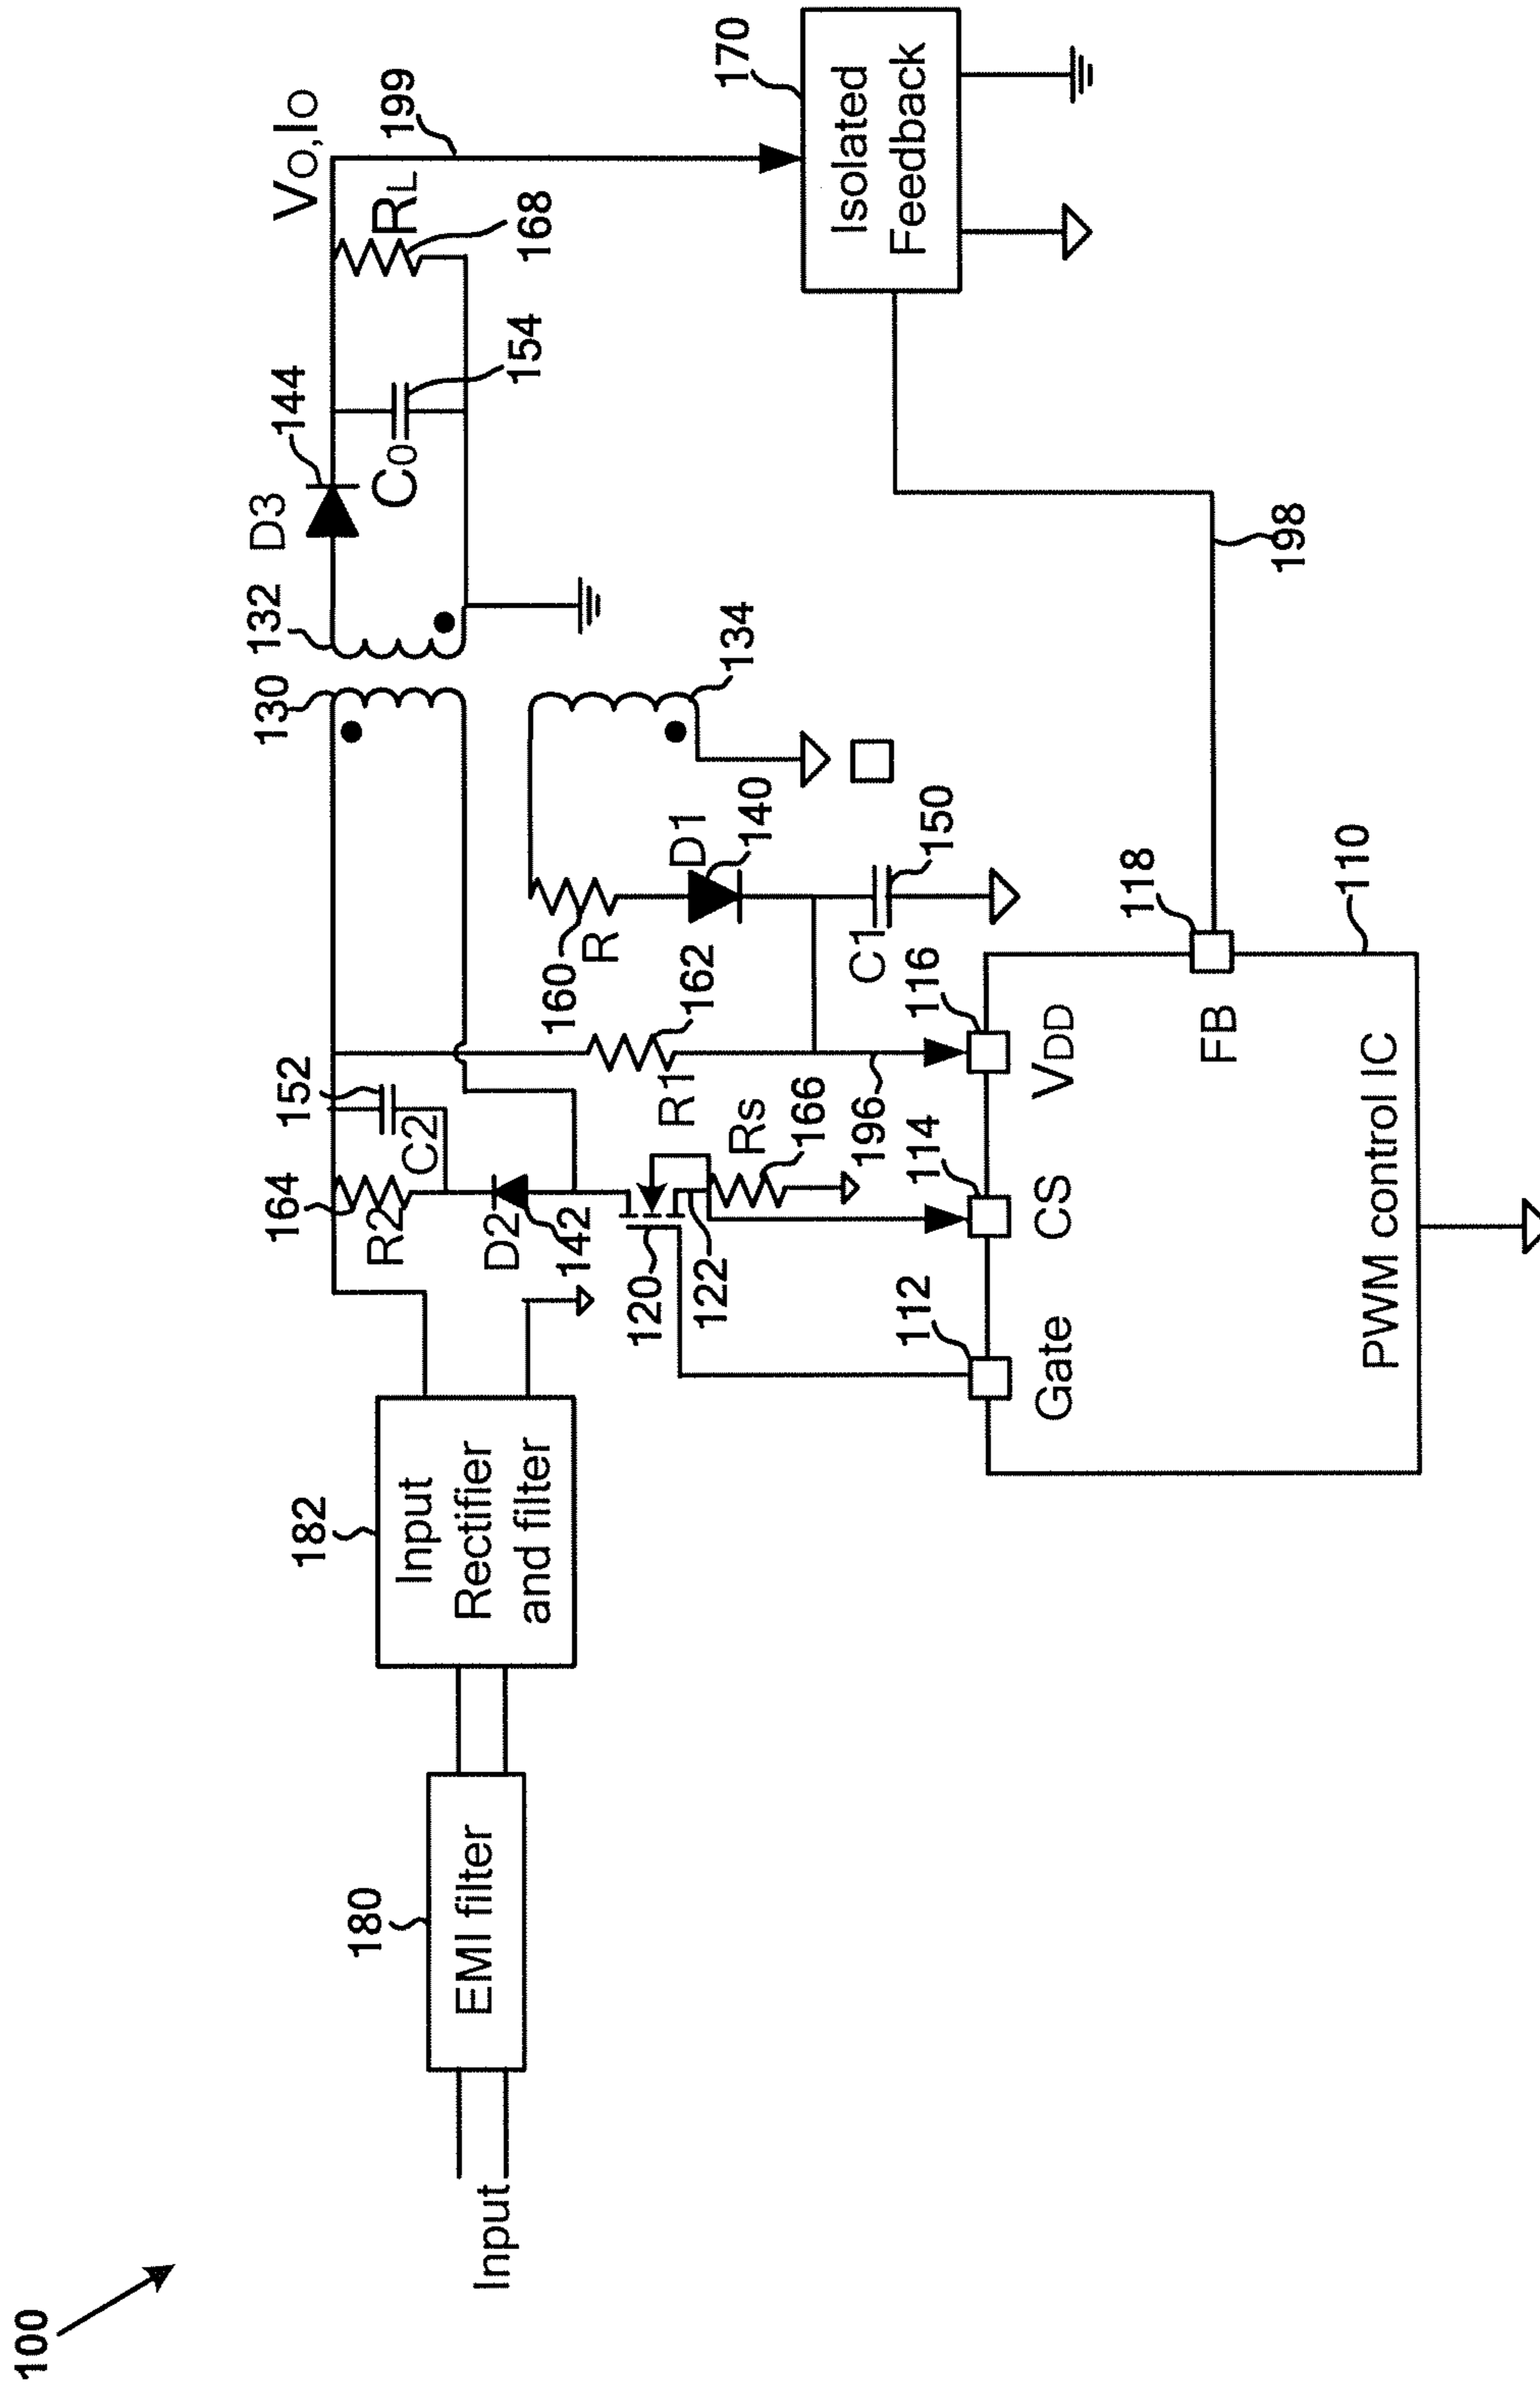 100
Input
180
EMI filter
182
Input
Rectifier
and filter
164
R2
152
C2
D2
142
120
122
R1
162
Rs
166
196
160
R
D1
140
C1
150
130
132
134
D3
144
C0
154
RL
168
VO,IO
199
170
Isolated
Feedback
198
112
Gate
114
CS
116
VDD
118
FB
110
PWM control IC